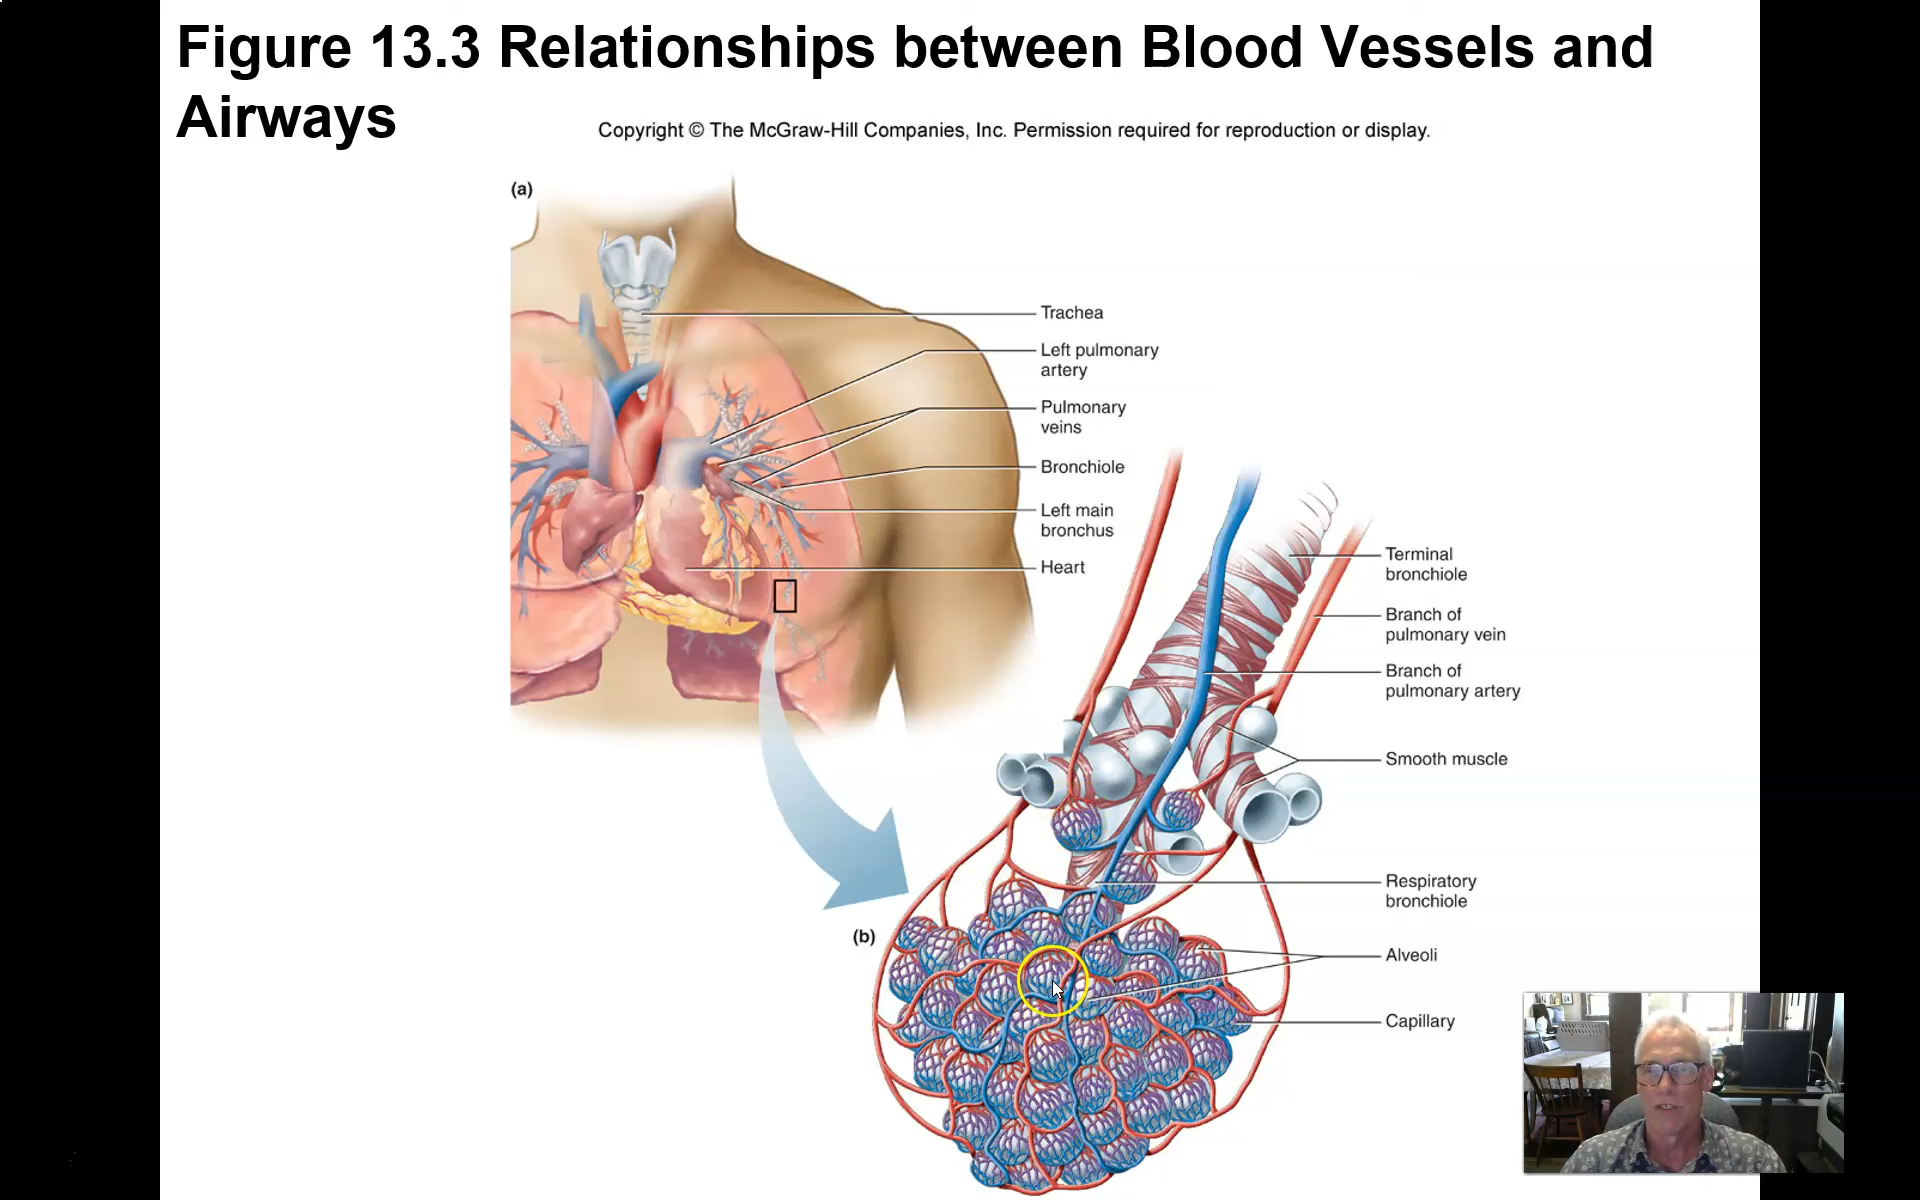 Figure 13.3 Relationships between Blood Vessels and
Airways
Copyright © The McGraw-Hill Companies, Inc. Permission required for reproduction or display.
(a)
Trachea
Left pulmonary
artery
Pulmonary
veins
Bronchiole
Left main
bronchus
Heart
Terminal
bronchiole
Branch of
pulmonary vein
Branch of
pulmonary artery
Smooth muscle
Respiratory
bronchiole
(b)
Alveoli
Capillary